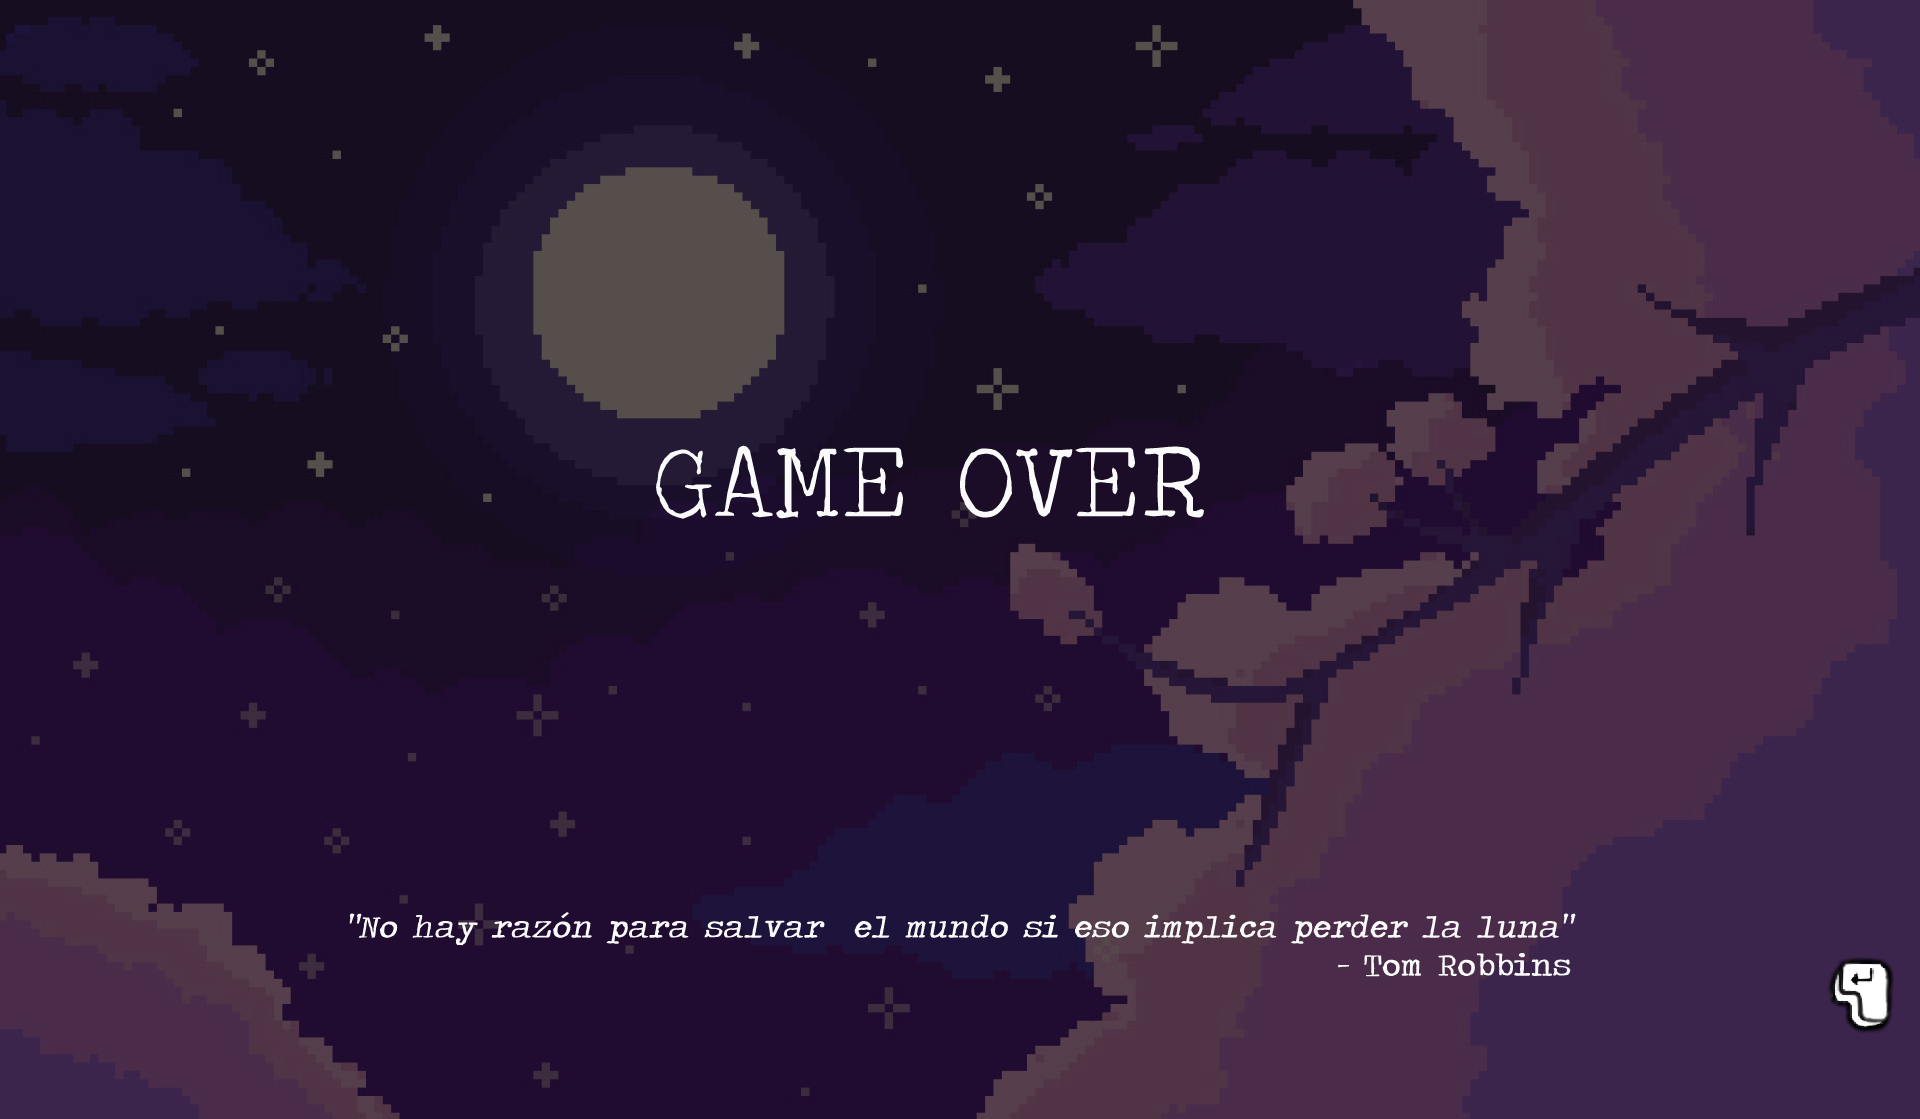 GAME OVER
"No hay razón para salvar  el mundo si eso implica perder la luna"
- Tom Robbins